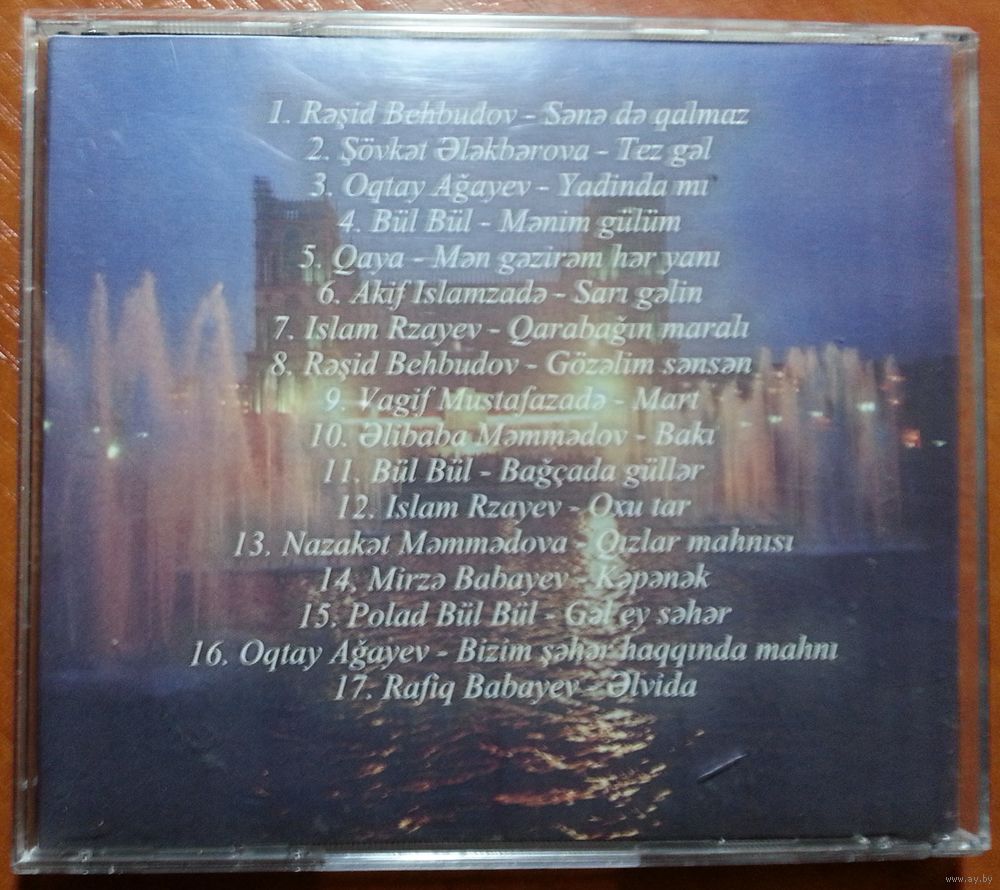 1. Rəşid Behbudov - Sənə də qalmaz
2. Şövkət Ələkbərova - Tez gəl
3. Oqtay Ağayev - Yadinda mı
4. Bül Bül - Mənim gülüm
5. Qaya - Mən gəzirəm hər yanı
6. Akif Islamzadə - Sarı gəlin
7. Islam Rzayev - Qarabağın maralı
8. Rəşid Behbudov - Gözəlim sənsən
9. Vagif Mustafazadə - Mart
10. Əlibaba Məmmədov - Bakı
11. Bül Bül - Bağçada güllər
12. Islam Rzayev - Oxu tar
13. Nazakət Məmmədova - Qızlar mahnısı
14. Mirzə Babayev - Kəpənək
15. Polad Bül Bül - Gəl ey səhər
16. Oqtay Ağayev - Bizim şəhər haqqında mahnı
17. Rafiq Babayev - Əlvida
www.ay.by